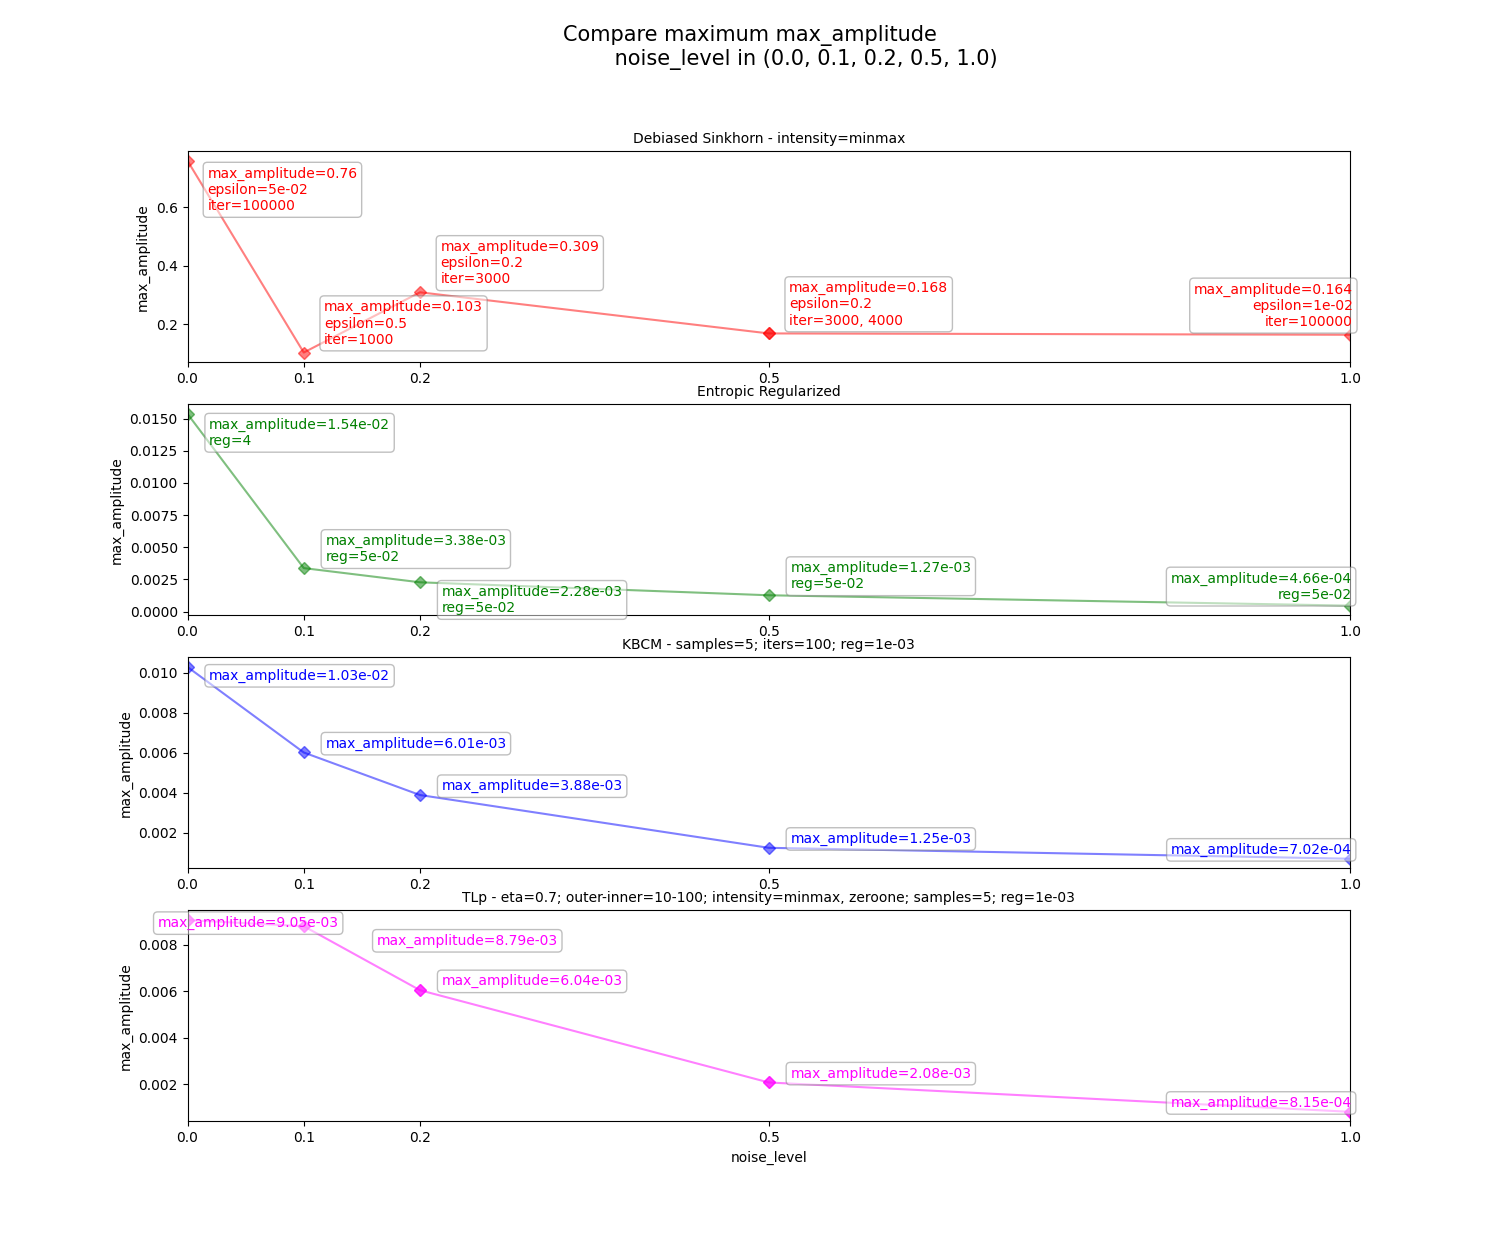 Compare maximum max_amplitude
noise_level in (0.0, 0.1, 0.2, 0.5, 1.0)
Debiased Sinkhorn - intensity=minmax
max_amplitude
0.6
0.4
0.2
max_amplitude=0.76
epsilon=5e-02
iter=100000
max_amplitude=0.103
epsilon=0.5
iter=1000
max_amplitude=0.309
epsilon=0.2
iter=3000
max_amplitude=0.168
epsilon=0.2
iter=3000, 4000
max_amplitude=0.164
epsilon=1e-02
iter=100000
0.0 0.1 0.2 0.5 1.0
Entropic Regularized
max_amplitude
0.0150
0.0125
0.0100
0.0075
0.0050
0.0025
0.0000
max_amplitude=1.54e-02
reg=4
max_amplitude=3.38e-03
reg=5e-02
max_amplitude=2.28e-03
reg=5e-02
max_amplitude=1.27e-03
reg=5e-02
max_amplitude=4.66e-04
reg=5e-02
0.0 0.1 0.2 0.5 1.0
KBCM - samples=5; iters=100; reg=1e-03
max_amplitude
0.010
0.008
0.006
0.004
0.002
max_amplitude=1.03e-02
max_amplitude=6.01e-03
max_amplitude=3.88e-03
max_amplitude=1.25e-03
max_amplitude=7.02e-04
0.0 0.1 0.2 0.5 1.0
TLp - eta=0.7; outer-inner=10-100; intensity=minmax, zeroone; samples=5; reg=1e-03
max_amplitude
0.008
0.006
0.004
0.002
max_amplitude=9.05e-03
max_amplitude=8.79e-03
max_amplitude=6.04e-03
max_amplitude=2.08e-03
max_amplitude=8.15e-04
0.0 0.1 0.2 0.5 1.0
noise_level